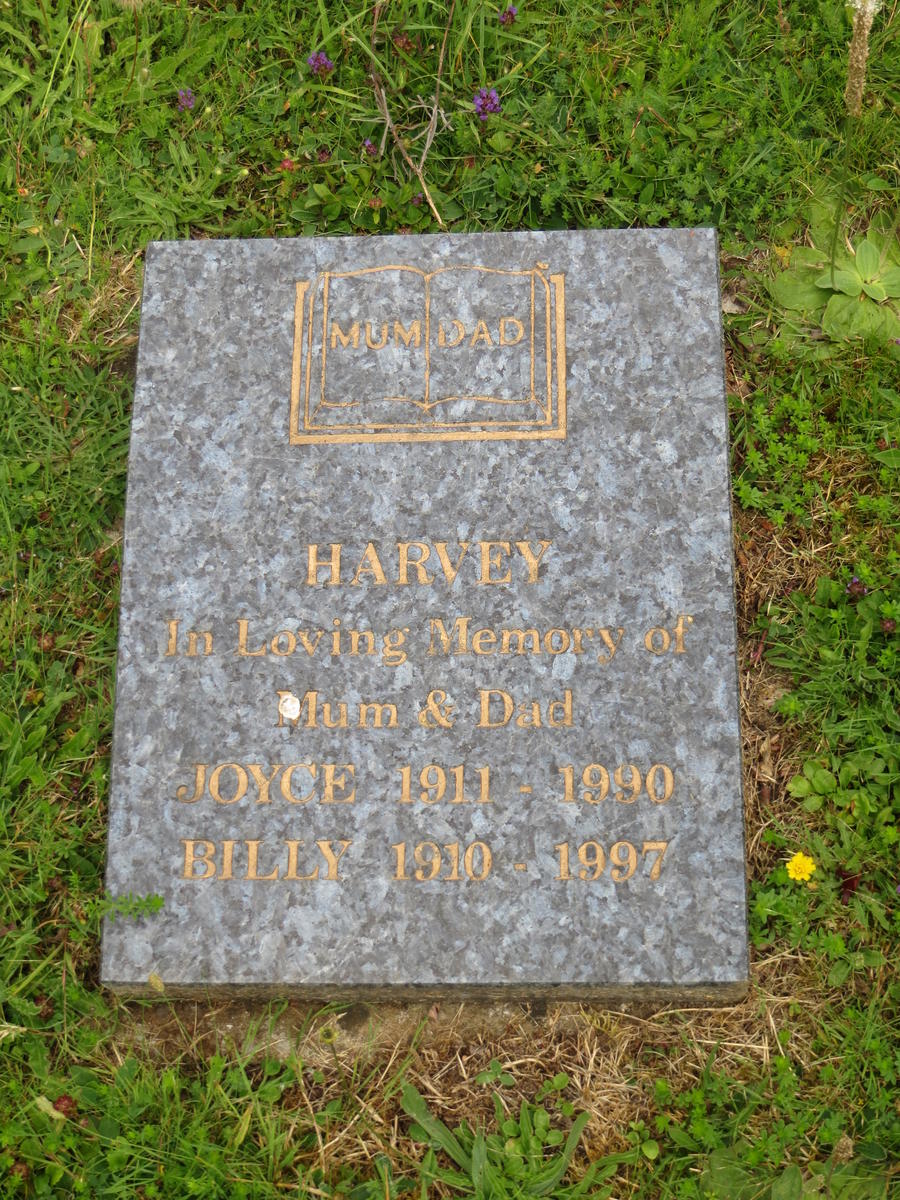 MUM DAD
HARVEY
In Loving Memory of
Mum & Dad
JOYCE 1911 - 1990
BILLY 1910 - 1997